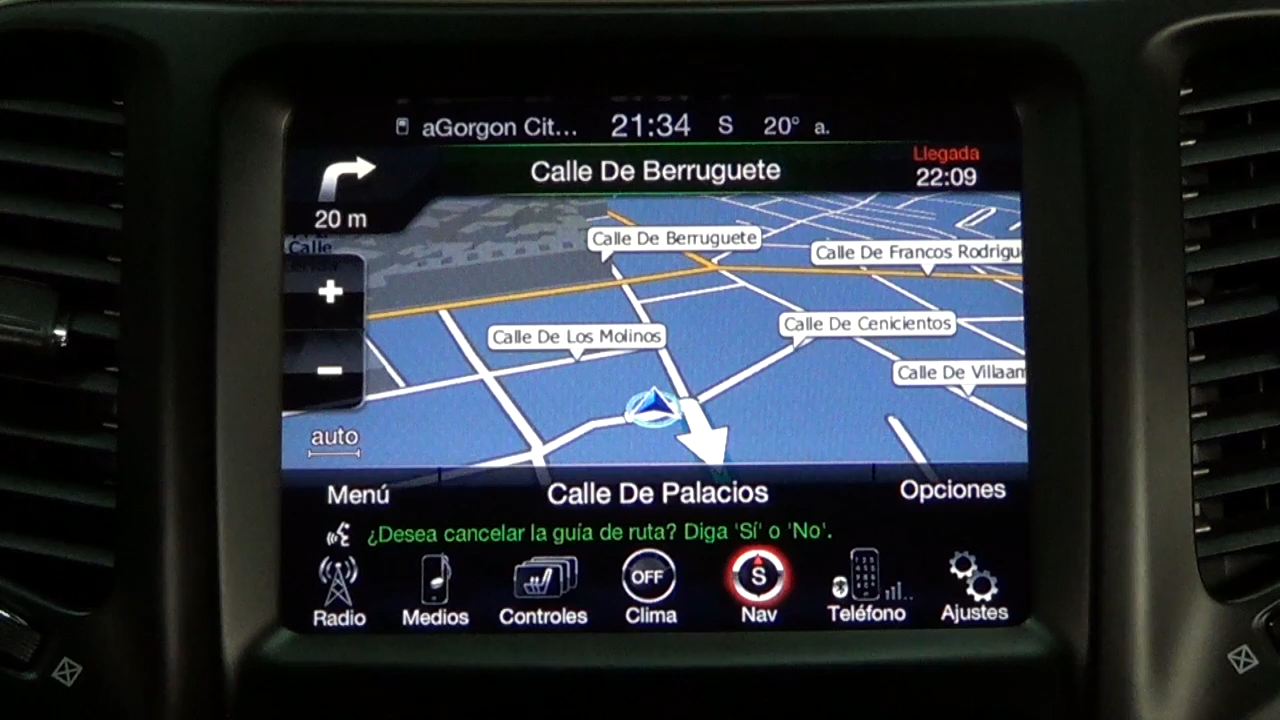 aGorgon Cit... 21:34 S 20° a.
Calle De Berruguete
Llegada
22:09
20 m
Calle
Calle De Berruguete
Calle De Francos Rodrigu
+
Calle De Los Molinos
Calle De Cenicientos
−
Calle De Villaam
auto
Menú
Calle De Palacios
Opciones
¿Desea cancelar la guía de ruta? Diga 'Sí' o 'No'.
OFF
S
Radio
Medios
Controles
Clima
Nav
Teléfono
Ajustes